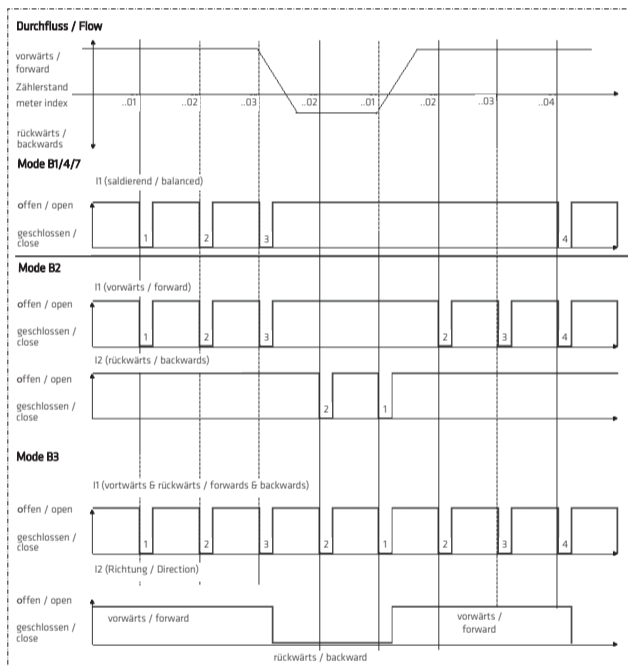 Durchfluss / Flow
vorwärts /
forward
Zählerstand
meter index
..01 ..02 ..03 ..02 ..01 ..02 ..03 ..04
rückwärts /
backwards
Mode B1/4/7
I1 (saldierend / balanced)
offen / open
geschlossen /
close
1 2 3 4
Mode B2
I1 (vorwärts / forward)
offen / open
geschlossen /
close
1 2 3 2 3 4
I2 (rückwärts / backwards)
offen / open
geschlossen /
close
2 1
Mode B3
I1 (vortwärts & rückwärts / forwards & backwards)
offen / open
geschlossen /
close
1 2 3 2 1 2 3 4
I2 (Richtung / Direction)
offen / open
geschlossen /
close
vorwärts / forward
vorwärts /
forward
rückwärts / backward